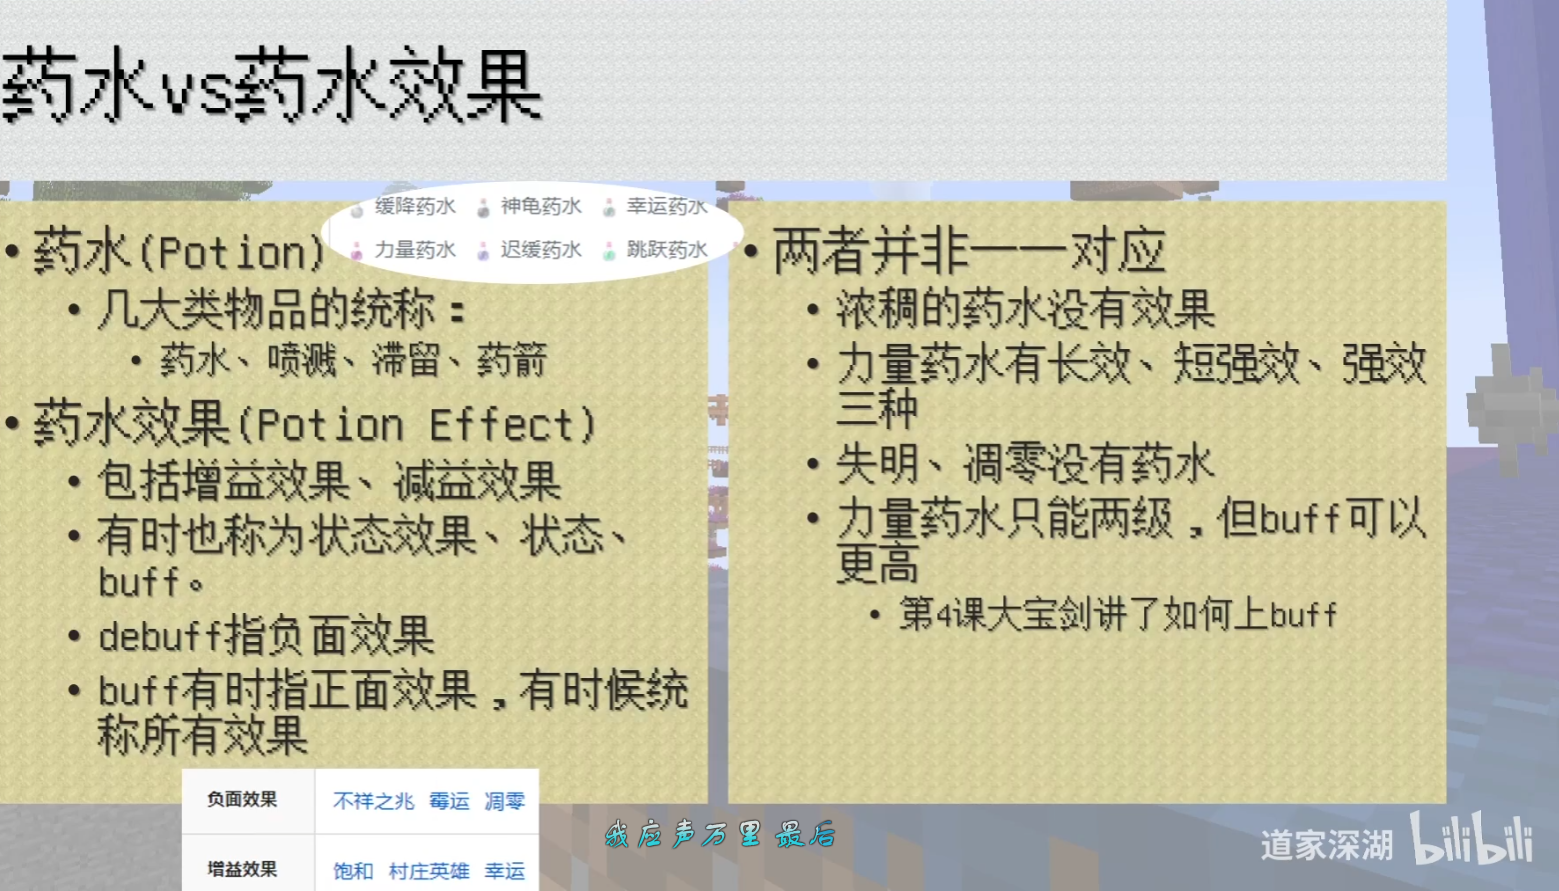 药水vs药水效果
缓降药水 神龟药水 幸运药水
力量药水 迟缓药水 跳跃药水
• 药水(Potion)
• 几大类物品的统称：
• 药水、喷溅、滞留、药箭
• 药水效果(Potion Effect)
• 包括增益效果、减益效果
• 有时也称为状态效果、状态、
buff。
• debuff指负面效果
• buff有时指正面效果，有时候统
称所有效果
负面效果 不祥之兆 霉运 凋零
增益效果 饱和 村庄英雄 幸运
• 两者并非一一对应
• 浓稠的药水没有效果
• 力量药水有长效、短强效、强效
三种
• 失明、凋零没有药水
• 力量药水只能两级，但buff可以
更高
• 第4课大宝剑讲了如何上buff
我应声万里 最后
道家深湖 bilibili